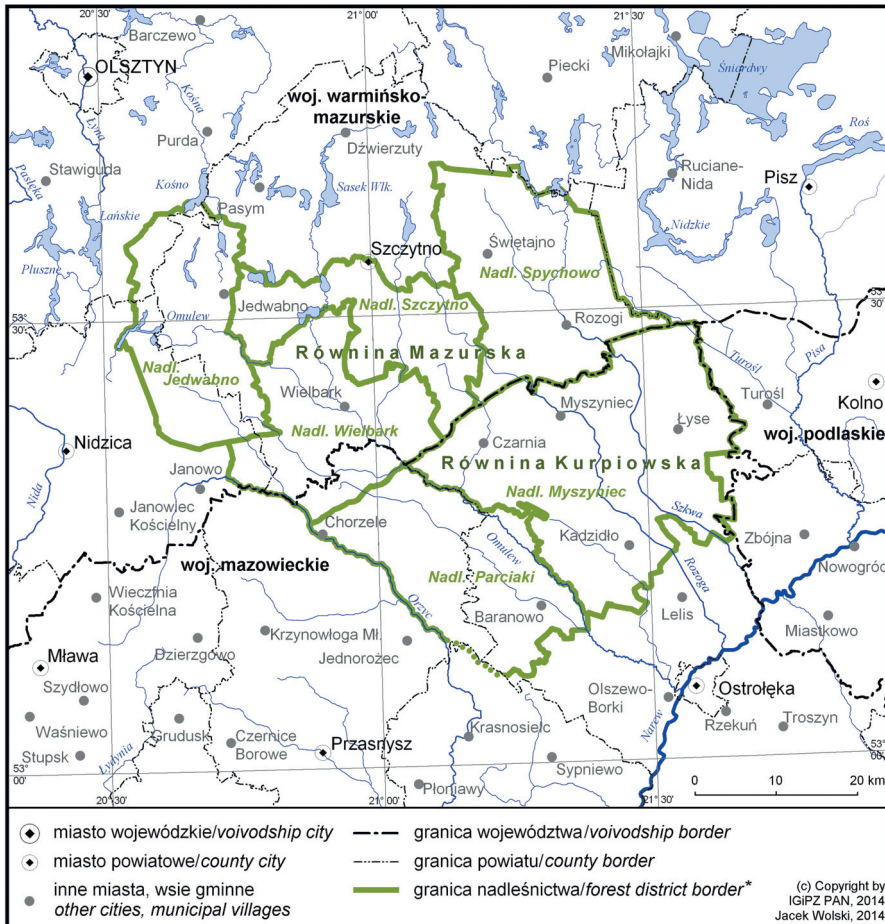 20° 30'
21° 00'
21° 30'
Barczewo
Mikołajki
OLSZTYN
Kośna
Piecki
Śniardwy
woj. warmińsko-
mazurskie
Łyna
Purda
Dźwierzuty
Roś
Pasłęka
Stawiguda
Kośno
Sasek Wlk.
Ruciane-
Nida
Pisz
Pasym
Łańskie
Nidzkie
Pluszne
Szczytno
Świętajno
Nadl. Spychowo
Jedwabno
Nadl. Szczytno
53°
30'
53°
30'
Omulew
Rozogi
Równina Mazurska
Turośl
Pisa
Nadl.
Jedwabno
Wielbark
Myszyniec
Turośl
Kolno
Nadl. Wielbark
Czarnia
Łyse
woj. podlaskie
Nidzica
Janowo
Równina Kurpiowska
Nida
Nadl. Myszyniec
Janowiec
Kościelny
Chorzele
Omulew
Kadzidło
Szkwa
Zbójna
Nowogród
woj. mazowieckie
Nadl. Parciaki
Rozoga
Wieczfnia
Kościelna
Orzyc
Baranowo
Lelis
Miastkowo
Krzynowłoga Mł.
Dzierzgowo
Jednorożec
Mława
Szydłowo
Olszewo-
Borki
Ostrołęka
Waśniewo
Grudusk
Czernice
Borowe
Krasnosielc
Narew
Rzekuń
Troszyn
Stupsk
Przasnysz
53°
00'
Łydynia
Płoniawy
Sypniewo
53°
00'
0 10 20 km
20° 30'
21° 00'
21° 30'
miasto wojewódzkie/voivodship city
granica województwa/voivodship border
miasto powiatowe/county city
granica powiatu/county border
inne miasta, wsie gminne
other cities, municipal villages
granica nadleśnictwa/forest district border*
(c) Copyright by
IGiPZ PAN, 2014
Jacek Wolski, 2014